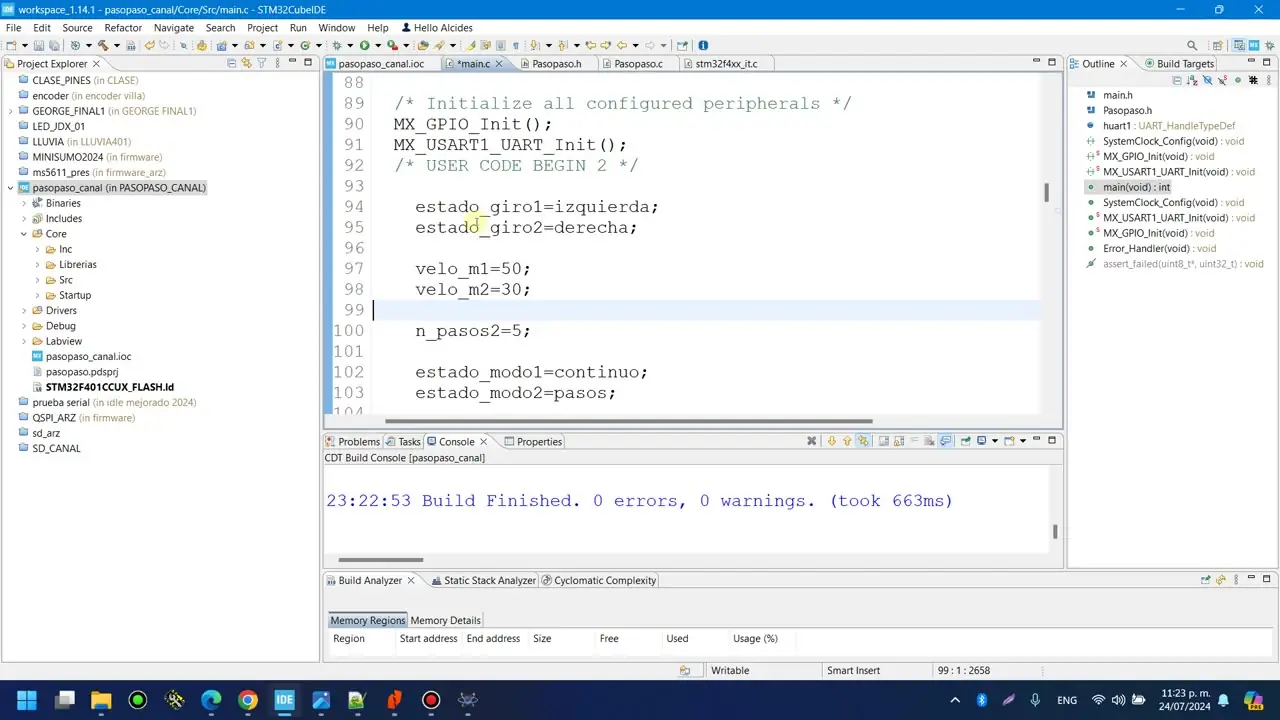 workspace_1.14.1 - pasopaso_canal/Core/Src/main.c - STM32CubeIDE
File Edit Source Refactor Navigate Search Project Run Window Help Hello Alcides
Project Explorer
CLASE_PINES (in CLASE)
encoder (in encoder villa)
GEORGE_FINAL1 (in GEORGE FINAL1)
LED_JDX_01
LLUVIA (in LLUVIA401)
MINISUMO2024 (in firmware)
ms5611_pres (in firmware_arz)
pasopaso_canal (in PASOPASO_CANAL)
Binaries
Includes
Core
Inc
Librerias
Src
Startup
Drivers
Debug
Labview
pasopaso_canal.ioc
pasopaso.pdsprj
STM32F401CCUX_FLASH.ld
prueba serial (in idle mejorado 2024)
QSPI_ARZ (in firmware)
sd_arz
SD_CANAL
pasopaso_canal.ioc *main.c Pasopaso.h Pasopaso.c stm32f4xx_it.c
88
89 /* Initialize all configured peripherals */
90 MX_GPIO_Init();
91 MX_USART1_UART_Init();
92 /* USER CODE BEGIN 2 */
93
94 estado_giro1=izquierda;
95 estado_giro2=derecha;
96
97 velo_m1=50;
98 velo_m2=30;
99
100 n_pasos2=5;
101
102 estado_modo1=continuo;
103 estado_modo2=pasos;
104
Problems Tasks Console Properties
CDT Build Console [pasopaso_canal]
23:22:53 Build Finished. 0 errors, 0 warnings. (took 663ms)
Build Analyzer Static Stack Analyzer Cyclomatic Complexity
Memory Regions Memory Details
Region Start address End address Size Free Used Usage (%)
Outline Build Targets
main.h
Pasopaso.h
huart1 : UART_HandleTypeDef
SystemClock_Config(void) : void
MX_GPIO_Init(void) : void
MX_USART1_UART_Init(void) : void
main(void) : int
SystemClock_Config(void) : void
MX_USART1_UART_Init(void) : void
MX_GPIO_Init(void) : void
Error_Handler(void) : void
assert_failed(uint8_t*, uint32_t) : void
Writable Smart Insert 99 : 1 : 2658
IDE
ENG
11:23 p. m.
24/07/2024
PRE